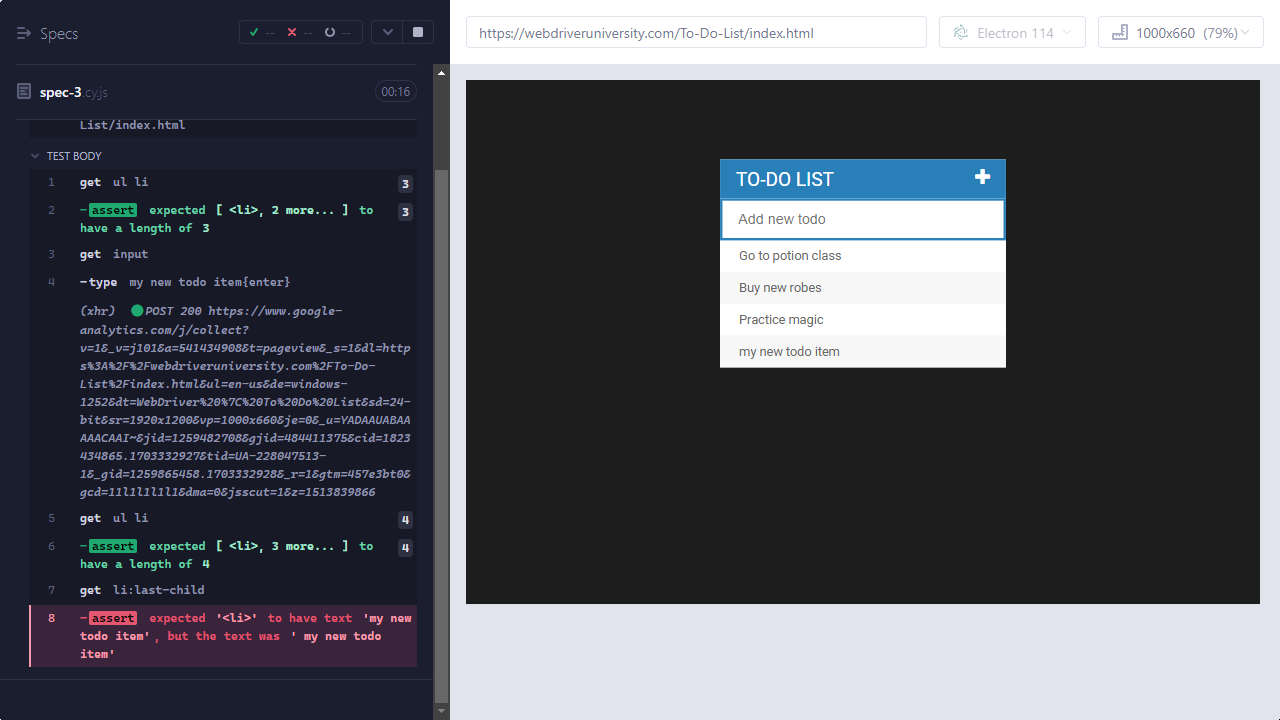 Specs
-- -- --
spec-3.cy.js 00:16
List/index.html
TEST BODY
1 get ul li 3
2 -assert expected [ <li>, 2 more... ] to 3
have a length of 3
3 get input
4 -type my new todo item{enter}
(xhr) POST 200 https://www.google-
analytics.com/j/collect?
v=1&_v=j101&a=541434908&t=pageview&_s=1&dl=http
s%3A%2F%2Fwebdriveruniversity.com%2FTo-Do-
List%2Findex.html&ul=en-us&de=windows-
1252&dt=WebDriver%20%7C%20To%20Do%20List&sd=24-
bit&sr=1920x1200&vp=1000x660&je=0&_u=YADAAUABAA
AAACAAI~&jid=1259482708&gjid=484411375&cid=1823
434865.1703332927&tid=UA-228047513-
1&_gid=1259865458.1703332928&_r=1&gtm=457e3bt0&
gcd=11l1l1l1l1&dma=0&jsscut=1&z=1513839866
5 get ul li 4
6 -assert expected [ <li>, 3 more... ] to 4
have a length of 4
7 get li:last-child
8 -assert expected '<li>' to have text 'my new
todo item', but the text was ' my new todo
item'
https://webdriveruniversity.com/To-Do-List/index.html
Electron 114
1000x660 (79%)
TO-DO LIST
Add new todo
Go to potion class
Buy new robes
Practice magic
my new todo item